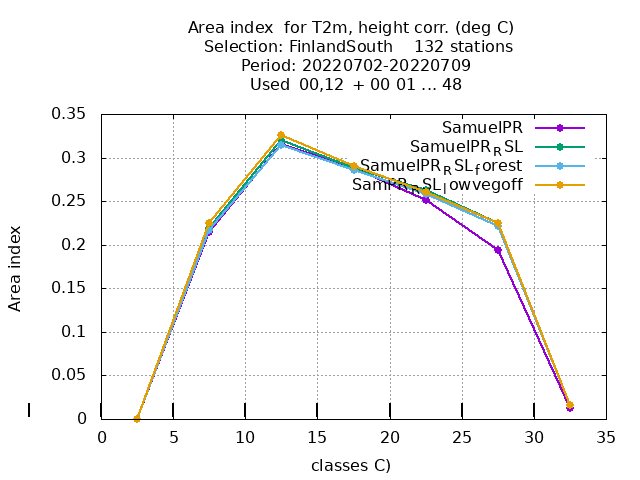 Area index  for T2m, height corr. (deg C)
Selection: FinlandSouth    132 stations
Period: 20220702-20220709
Used  00,12  + 00 01 ... 48
0.35
0.3
0.25
0.2
0.15
0.1
0.05
0
Area index
SamuelPR
SamuelPR_RSL
SamuelPR_RSL_forest
SamPR_RSL_lowvegoff
0 5 10 15 20 25 30 35
classes C)